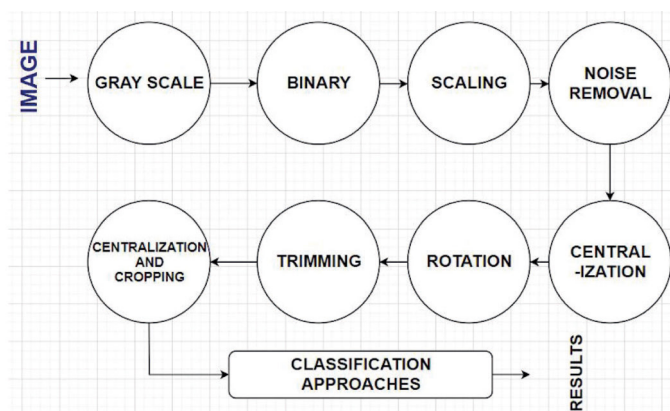 IMAGE
GRAY SCALE
BINARY
SCALING
NOISE
REMOVAL
CENTRAL
-IZATION
ROTATION
TRIMMING
CENTRALIZATION
AND
CROPPING
CLASSIFICATION
APPROACHES
RESULTS